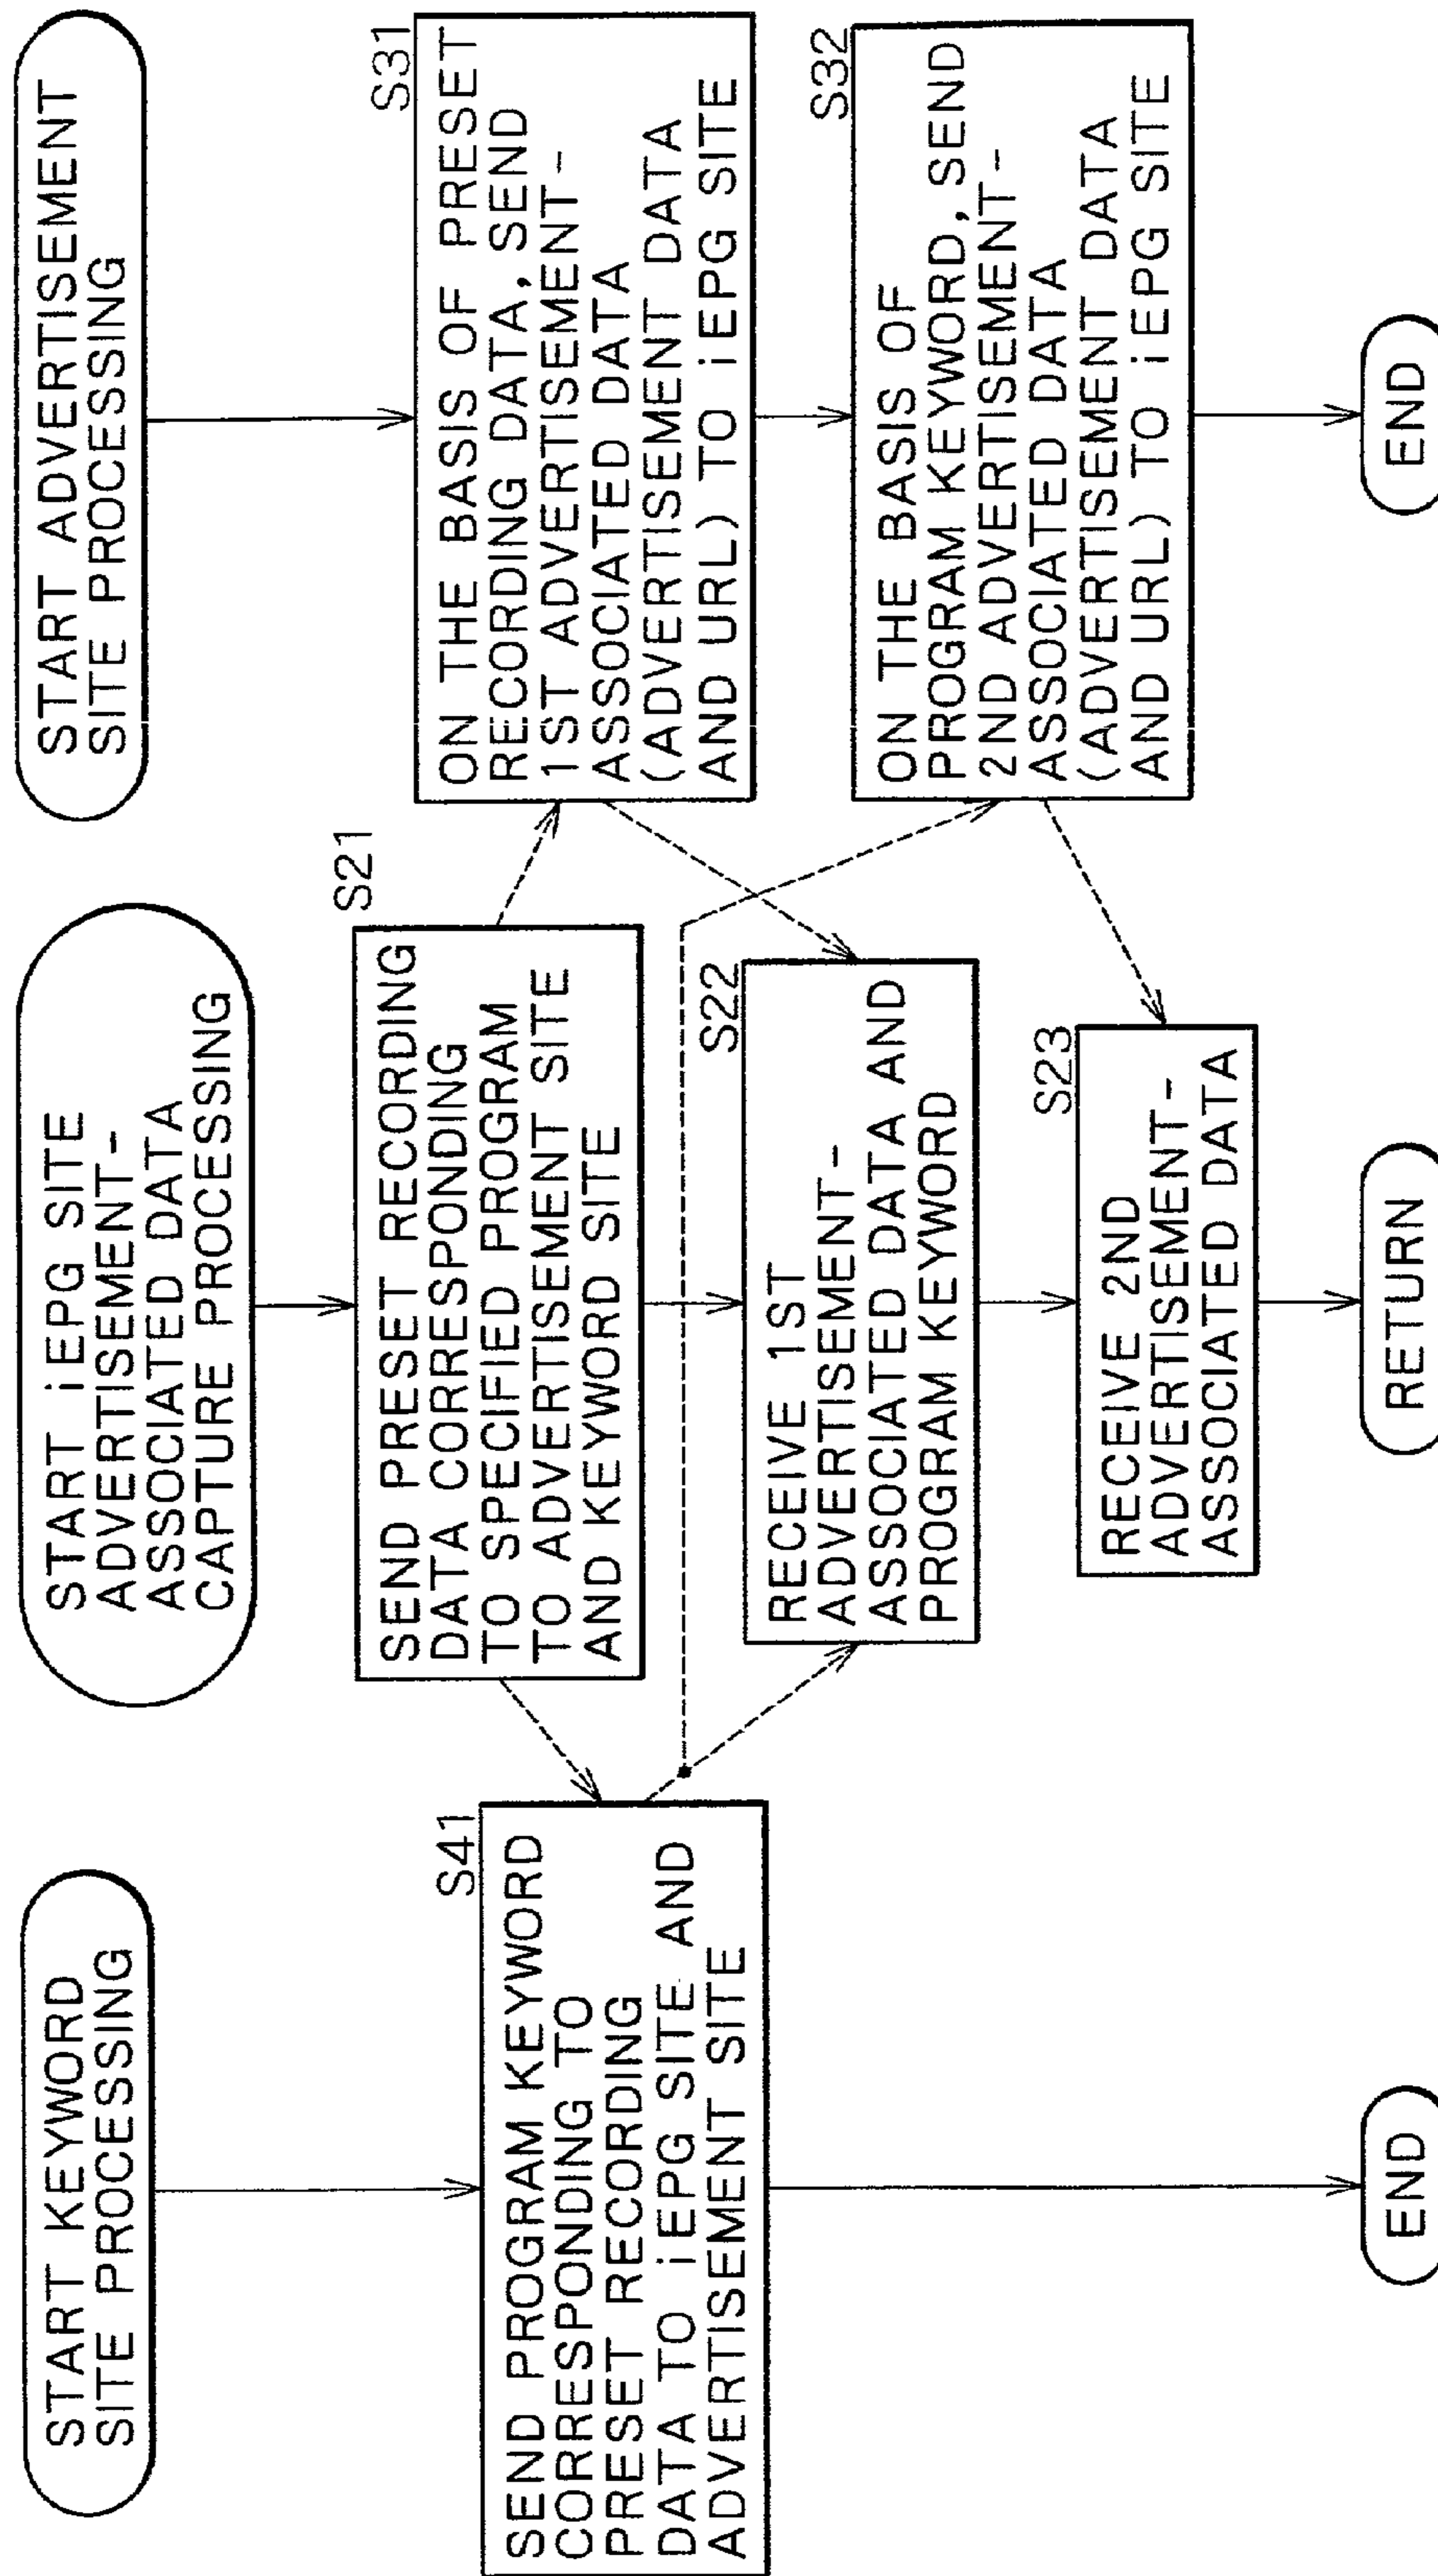 START KEYWORD
SITE PROCESSING
S41
SEND PROGRAM KEYWORD
CORRESPONDING TO
PRESET RECORDING
DATA TO iEPG SITE AND
ADVERTISEMENT SITE
END
START iEPG SITE
ADVERTISEMENT-
ASSOCIATED DATA
CAPTURE PROCESSING
S21
SEND PRESET RECORDING
DATA CORRESPONDING
TO SPECIFIED PROGRAM
TO ADVERTISEMENT SITE
AND KEYWORD SITE
S22
RECEIVE 1ST
ADVERTISEMENT-
ASSOCIATED DATA AND
PROGRAM KEYWORD
S23
RECEIVE 2ND
ADVERTISEMENT-
ASSOCIATED DATA
RETURN
START ADVERTISEMENT
SITE PROCESSING
S31
ON THE BASIS OF PRESET
RECORDING DATA, SEND
1ST ADVERTISEMENT-
ASSOCIATED DATA
(ADVERTISEMENT DATA
AND URL) TO iEPG SITE
S32
ON THE BASIS OF
PROGRAM KEYWORD, SEND
2ND ADVERTISEMENT-
ASSOCIATED DATA
(ADVERTISEMENT DATA
AND URL) TO iEPG SITE
END